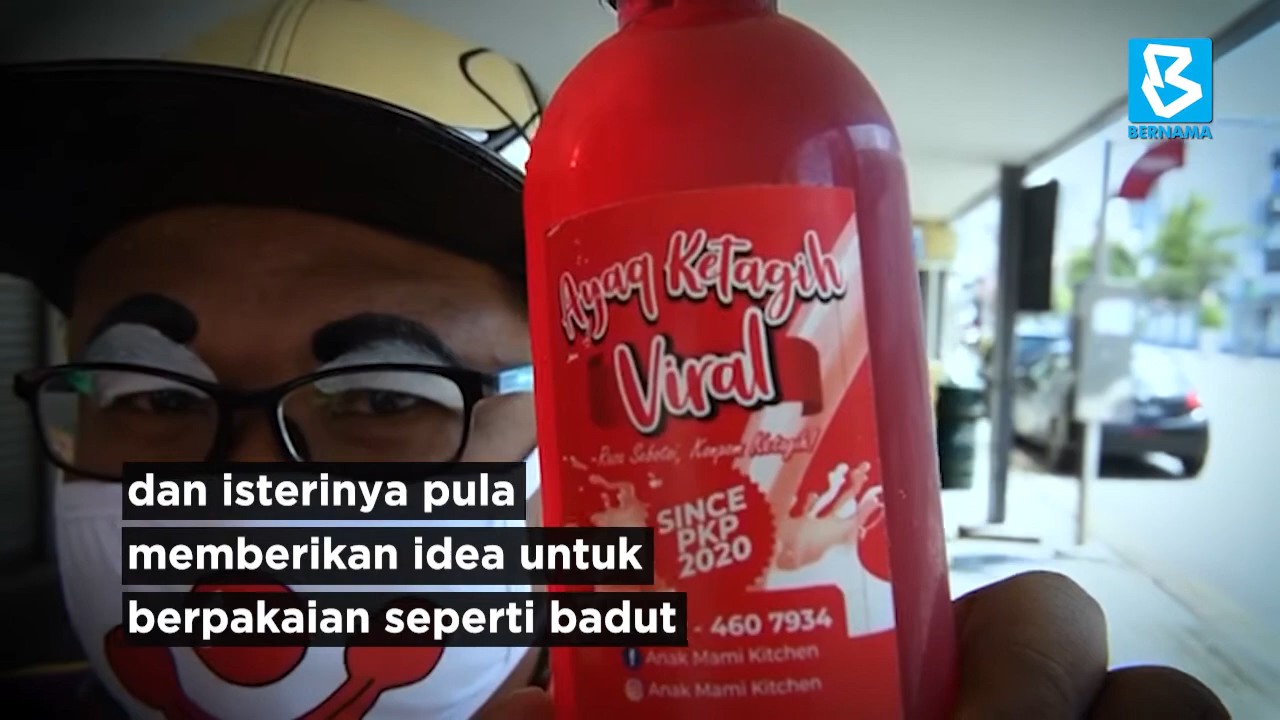 BERNAMA
Ayaq Ketagih
Viral
SINCE
PKP
2020
- 460 7934
Anak Mami Kitchen
Anak Mami Kitchen
dan isterinya pula
memberikan idea untuk
berpakaian seperti badut